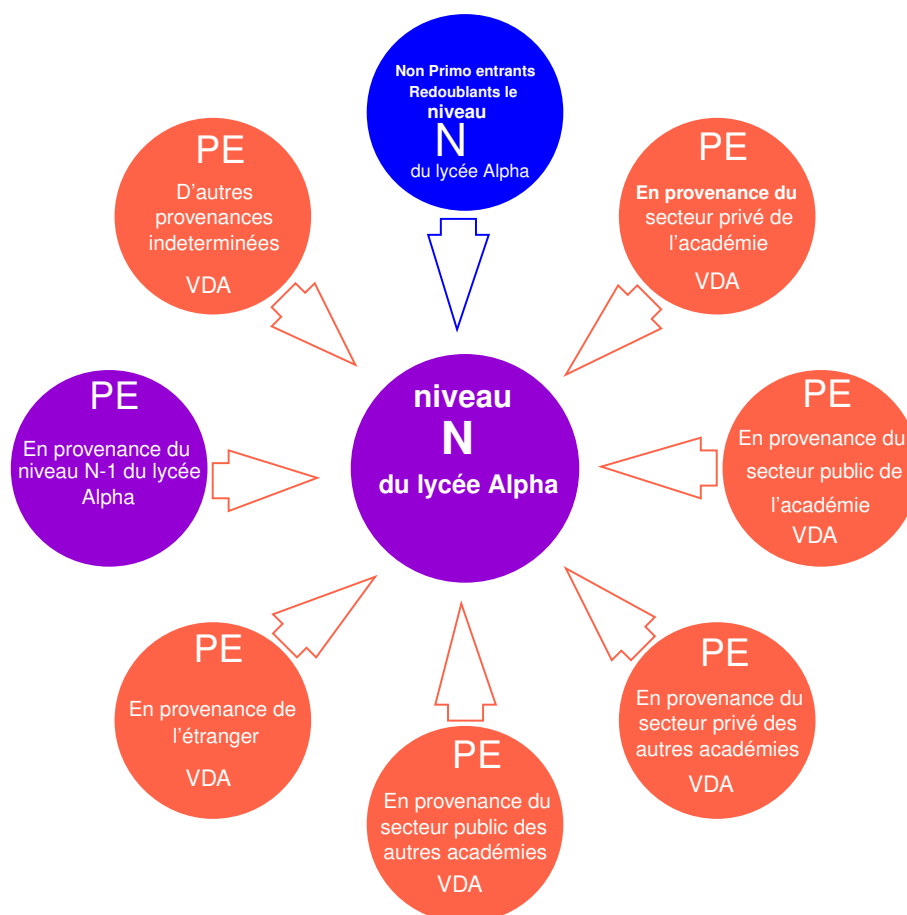 Non Primo entrants
Redoublants le
niveau
N
du lycée Alpha
PE
D'autres
provenances
indeterminées
VDA
PE
En provenance du
secteur privé de
l'académie
VDA
PE
En provenance du
niveau N-1 du lycée
Alpha
niveau
N
du lycée Alpha
PE
En provenance du
secteur public de
l'académie
VDA
PE
En provenance de
l'étranger
VDA
PE
En provenance du
secteur public des
autres académies
VDA
PE
En provenance du
secteur privé des
autres académies
VDA